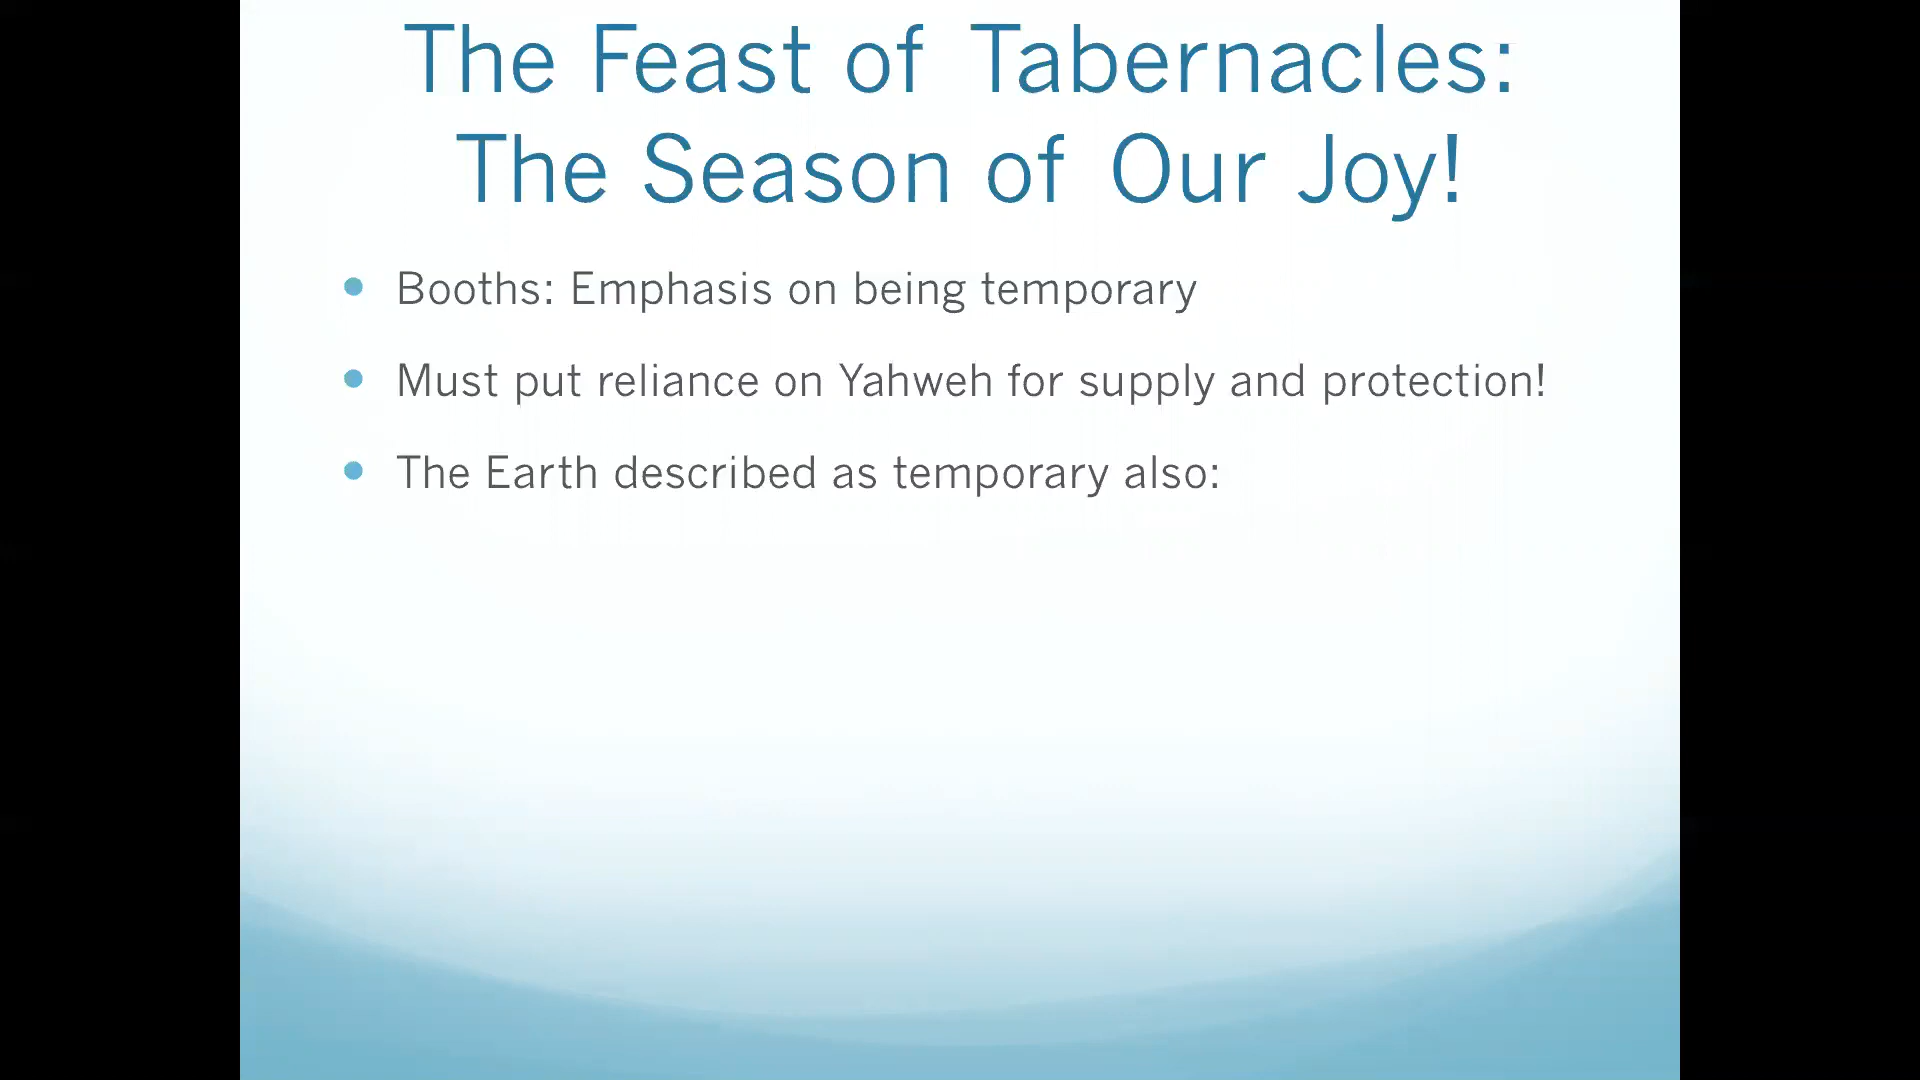 The Feast of Tabernacles:
The Season of Our Joy!
Booths: Emphasis on being temporary
Must put reliance on Yahweh for supply and protection!
The Earth described as temporary also: